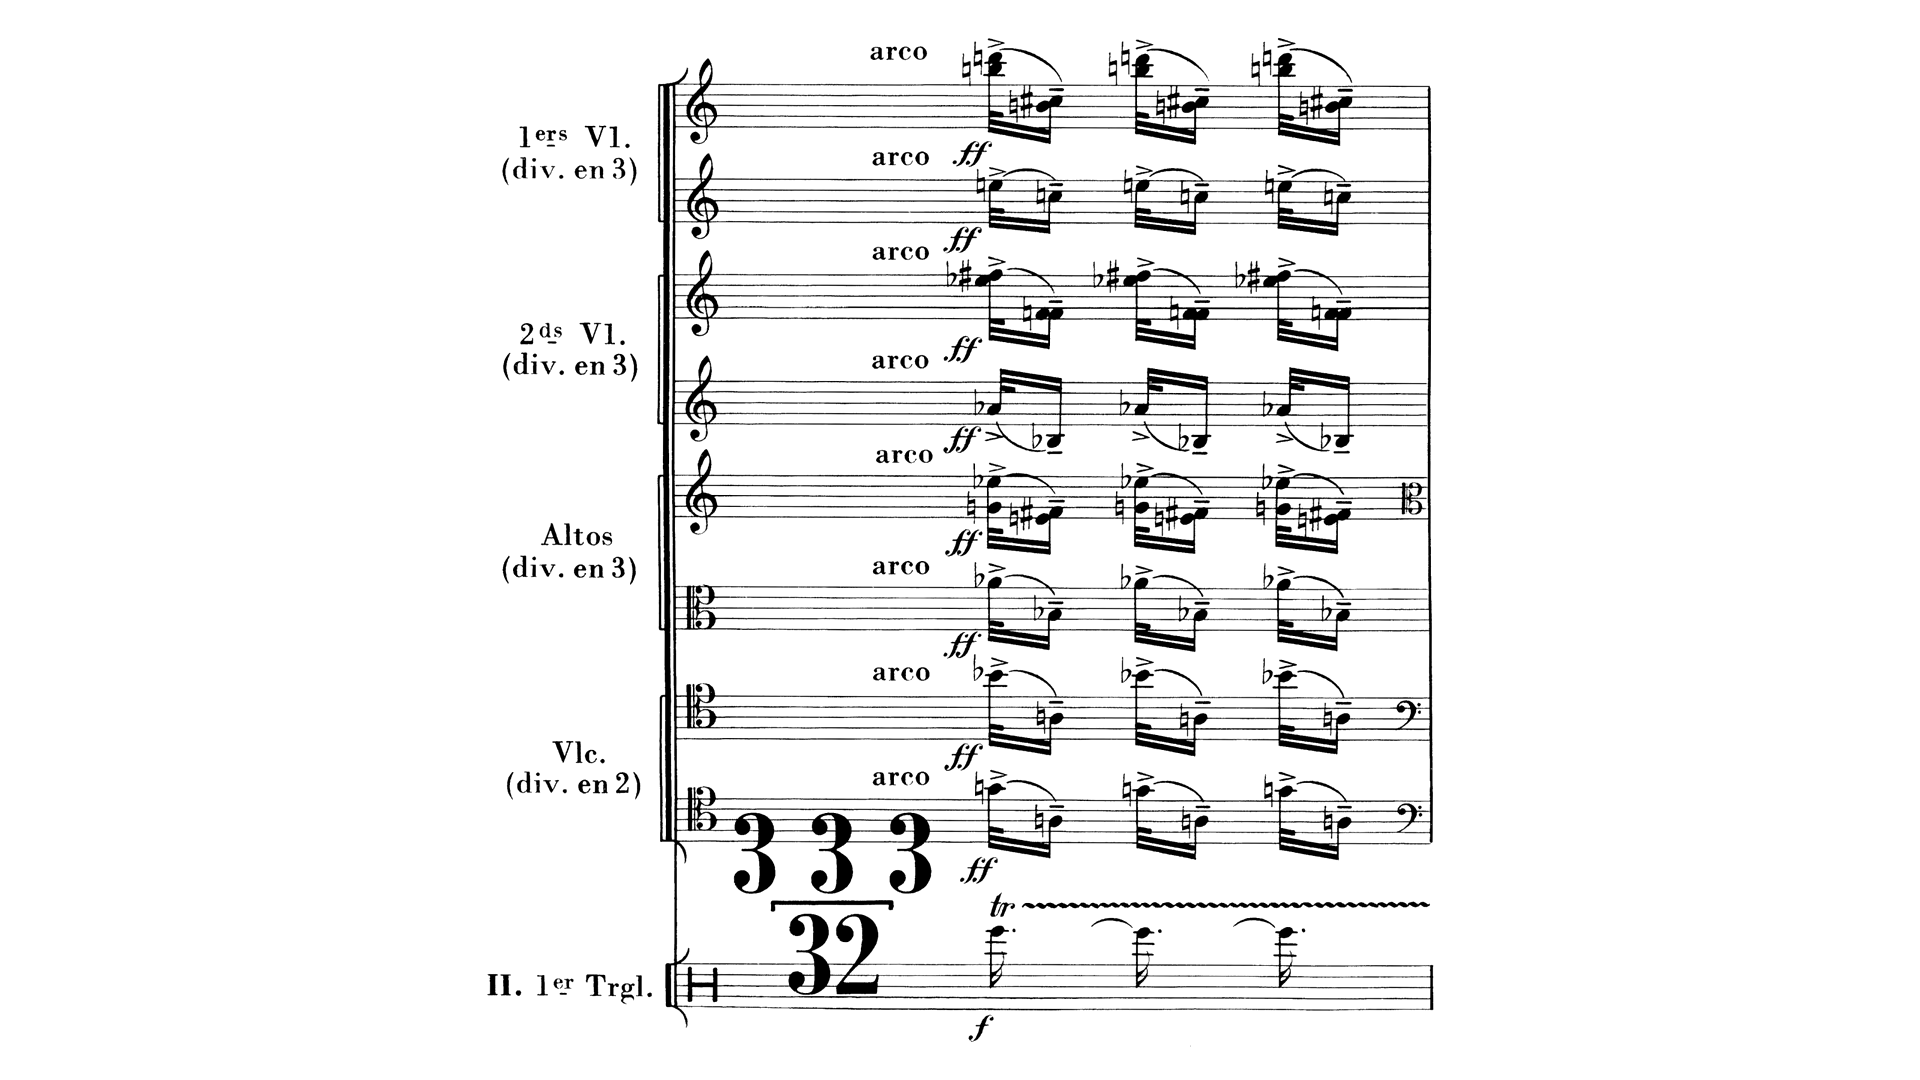 arco
1ers Vl.
(div. en 3)
ff
arco
ff
arco
2ds Vl.
(div. en 3)
ff
arco
ff
arco
Altos
(div. en 3)
ff
arco
ff
arco
Vlc.
(div. en 2)
ff
arco
3 3 3
ff
32
tr
II. 1er Trgl.
f